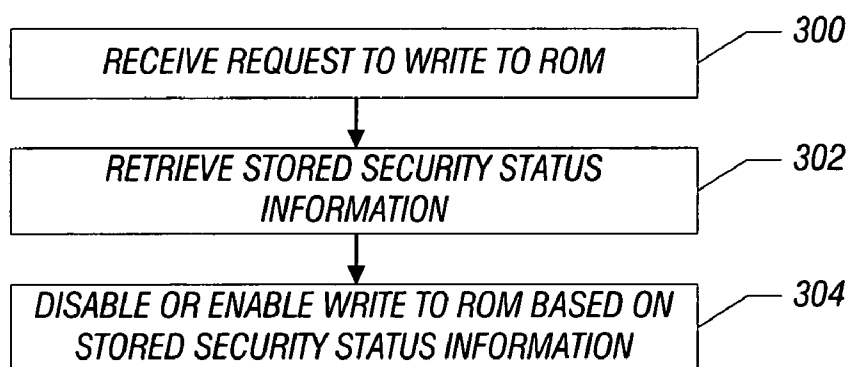 RECEIVE REQUEST TO WRITE TO ROM
300
RETRIEVE STORED SECURITY STATUS
INFORMATION
302
DISABLE OR ENABLE WRITE TO ROM BASED ON
STORED SECURITY STATUS INFORMATION
304